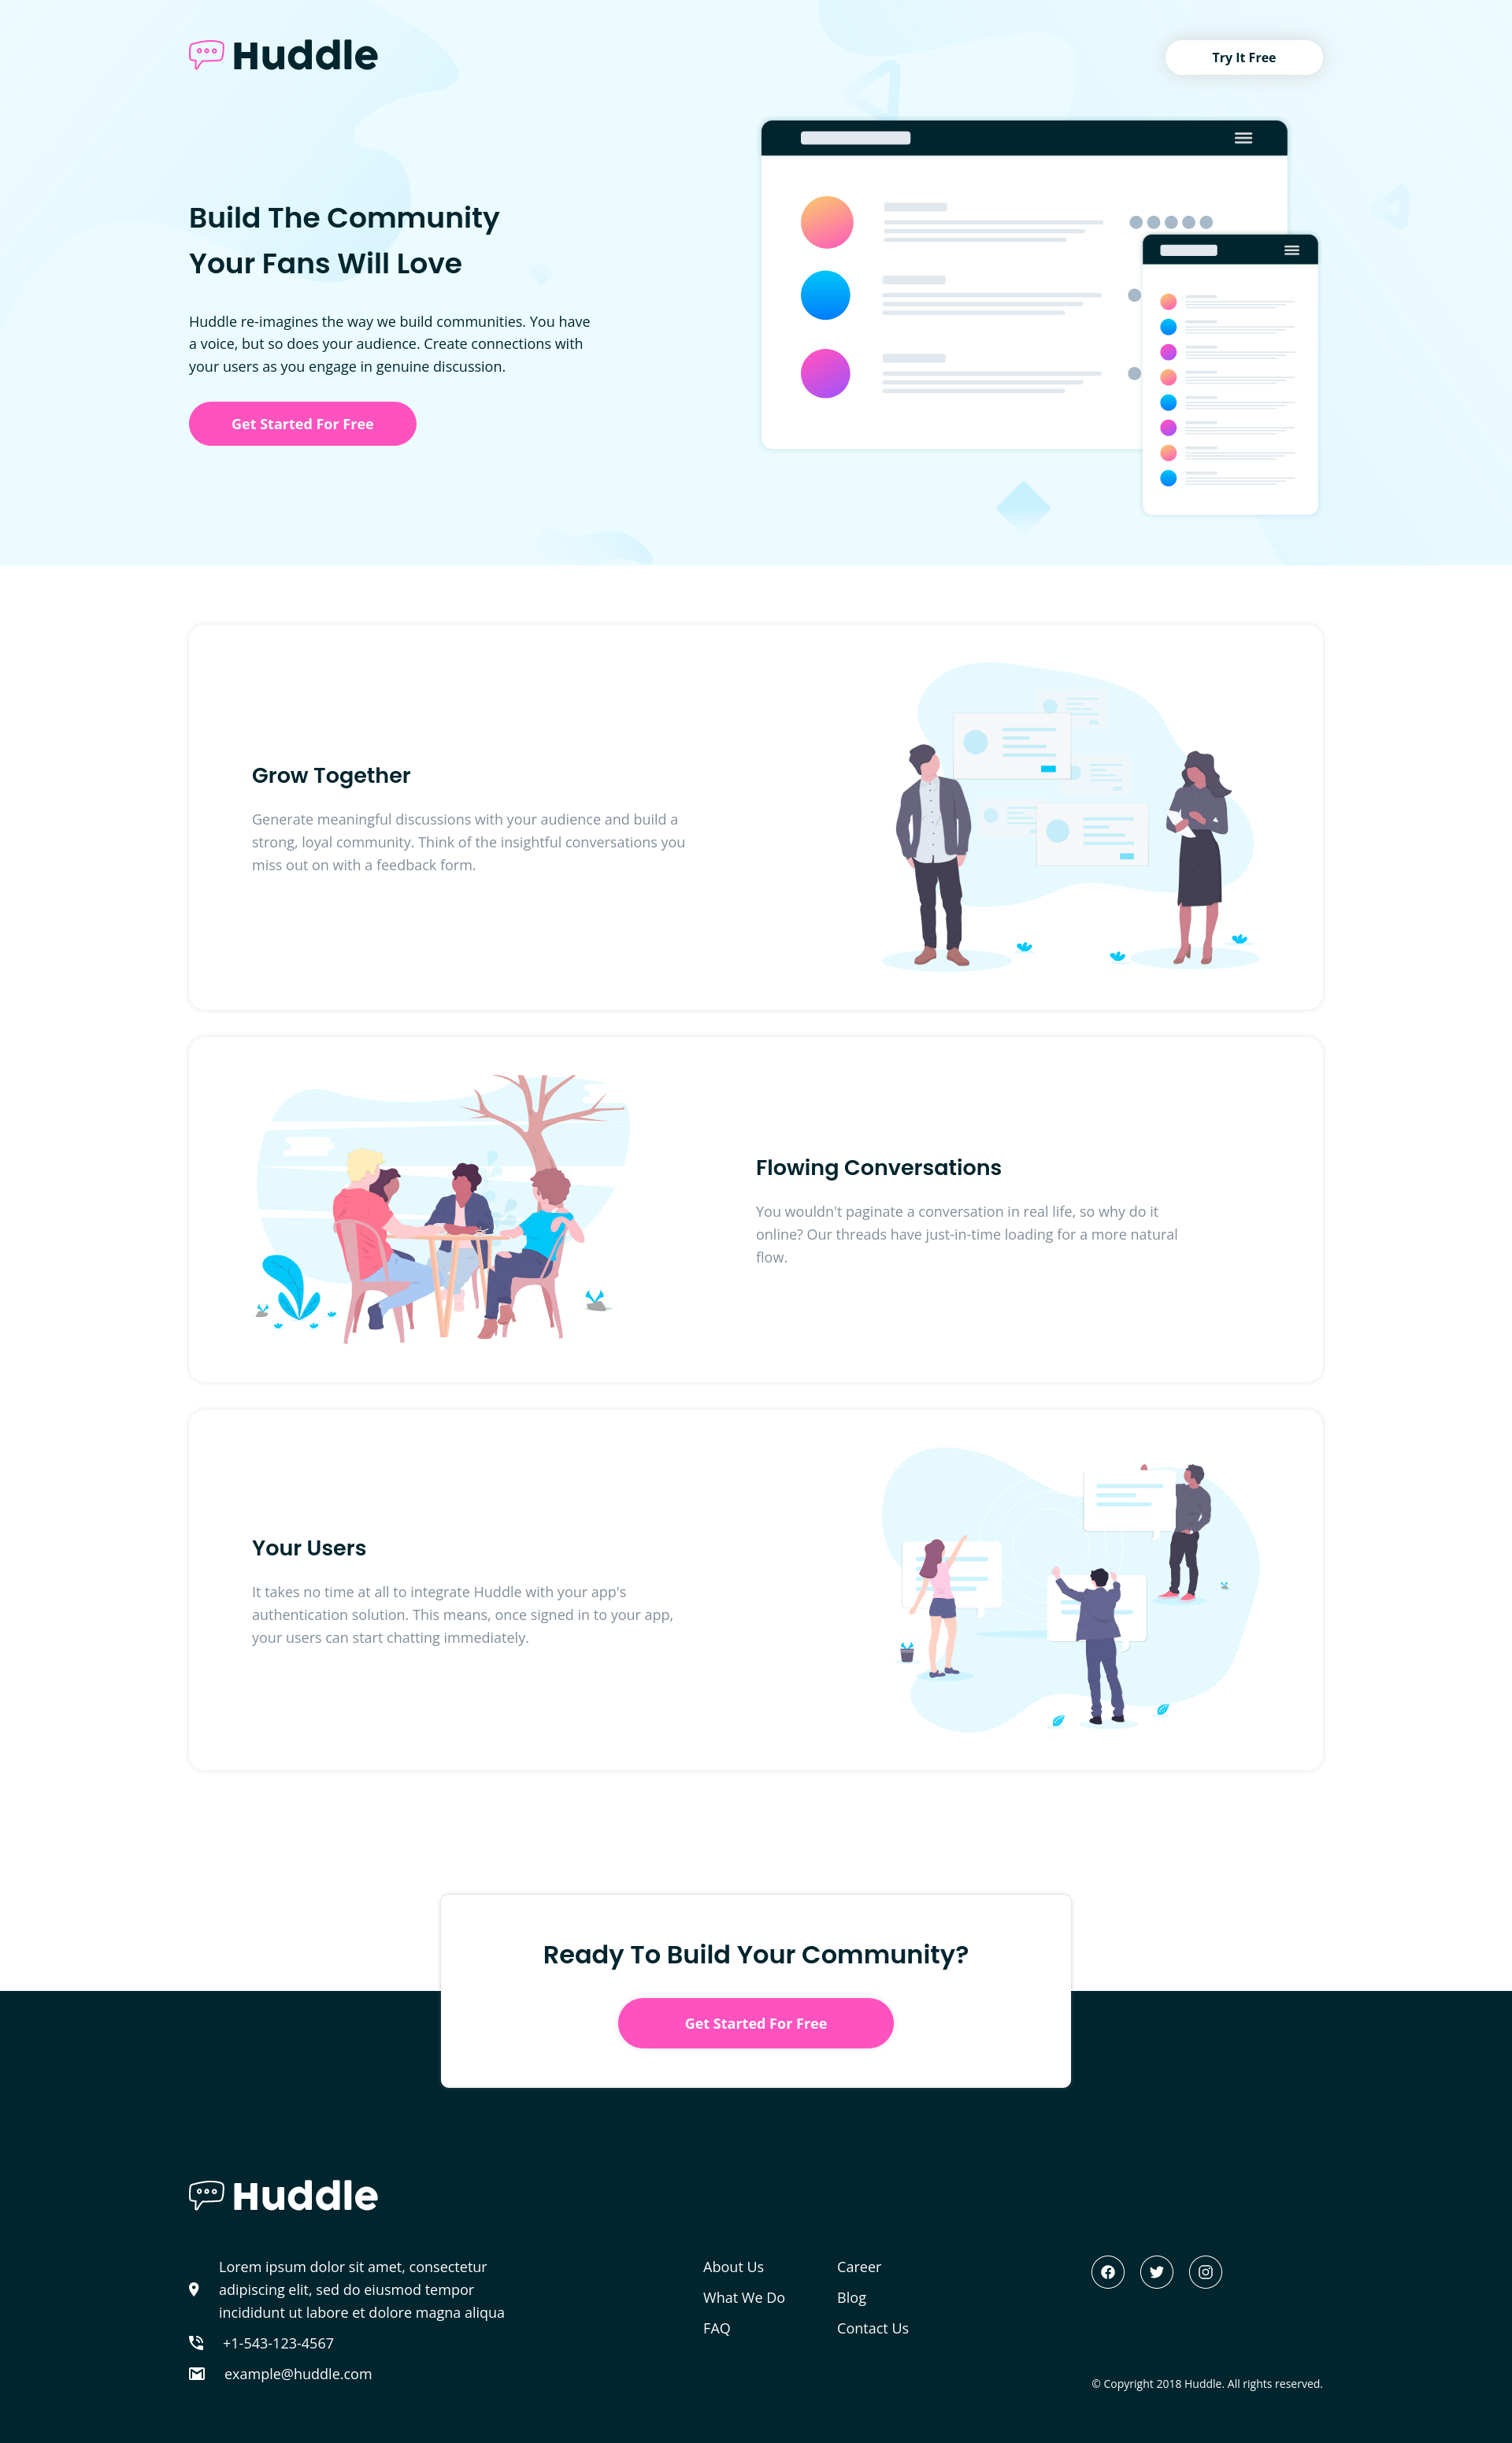 Huddle
Try It Free
Build The Community
Your Fans Will Love
Huddle re-imagines the way we build communities. You have
a voice, but so does your audience. Create connections with
your users as you engage in genuine discussion.
Get Started For Free
Grow Together
Generate meaningful discussions with your audience and build a
strong, loyal community. Think of the insightful conversations you
miss out on with a feedback form.
Flowing Conversations
You wouldn't paginate a conversation in real life, so why do it
online? Our threads have just-in-time loading for a more natural
flow.
Your Users
It takes no time at all to integrate Huddle with your app's
authentication solution. This means, once signed in to your app,
your users can start chatting immediately.
Ready To Build Your Community?
Get Started For Free
Huddle
Lorem ipsum dolor sit amet, consectetur
adipiscing elit, sed do eiusmod tempor
incididunt ut labore et dolore magna aliqua
+1-543-123-4567
example@huddle.com
About Us
What We Do
FAQ
Career
Blog
Contact Us
© Copyright 2018 Huddle. All rights reserved.